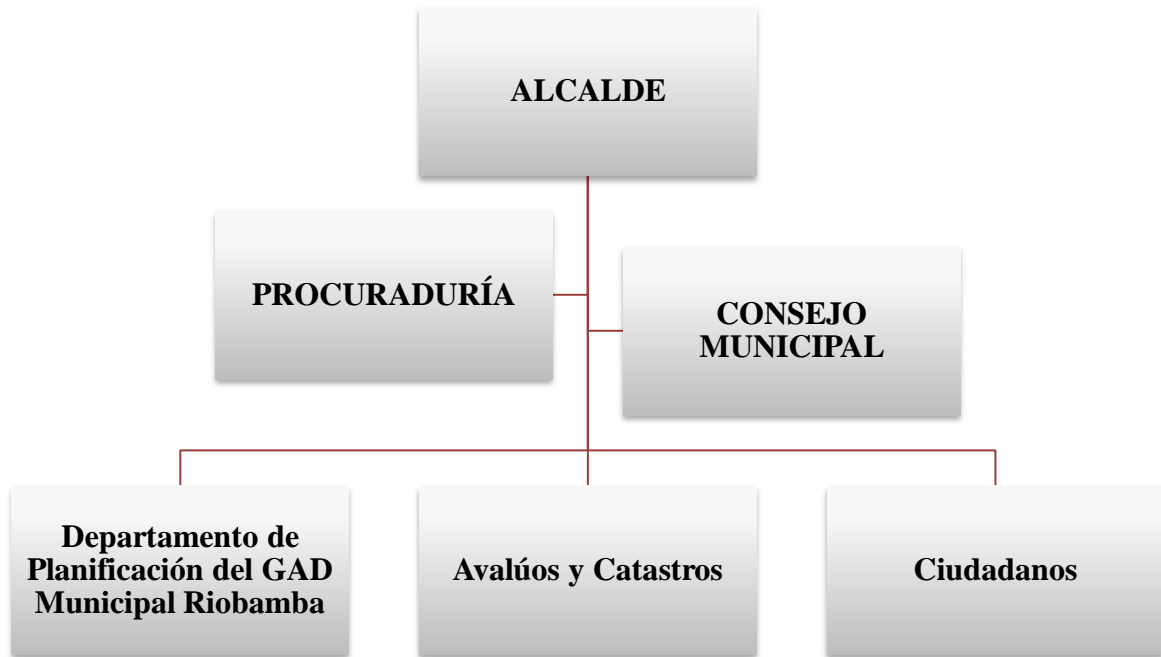 ALCALDE
PROCURADURÍA
CONSEJO
MUNICIPAL
Departamento de
Planificación del GAD
Municipal Riobamba
Avalúos y Catastros
Ciudadanos